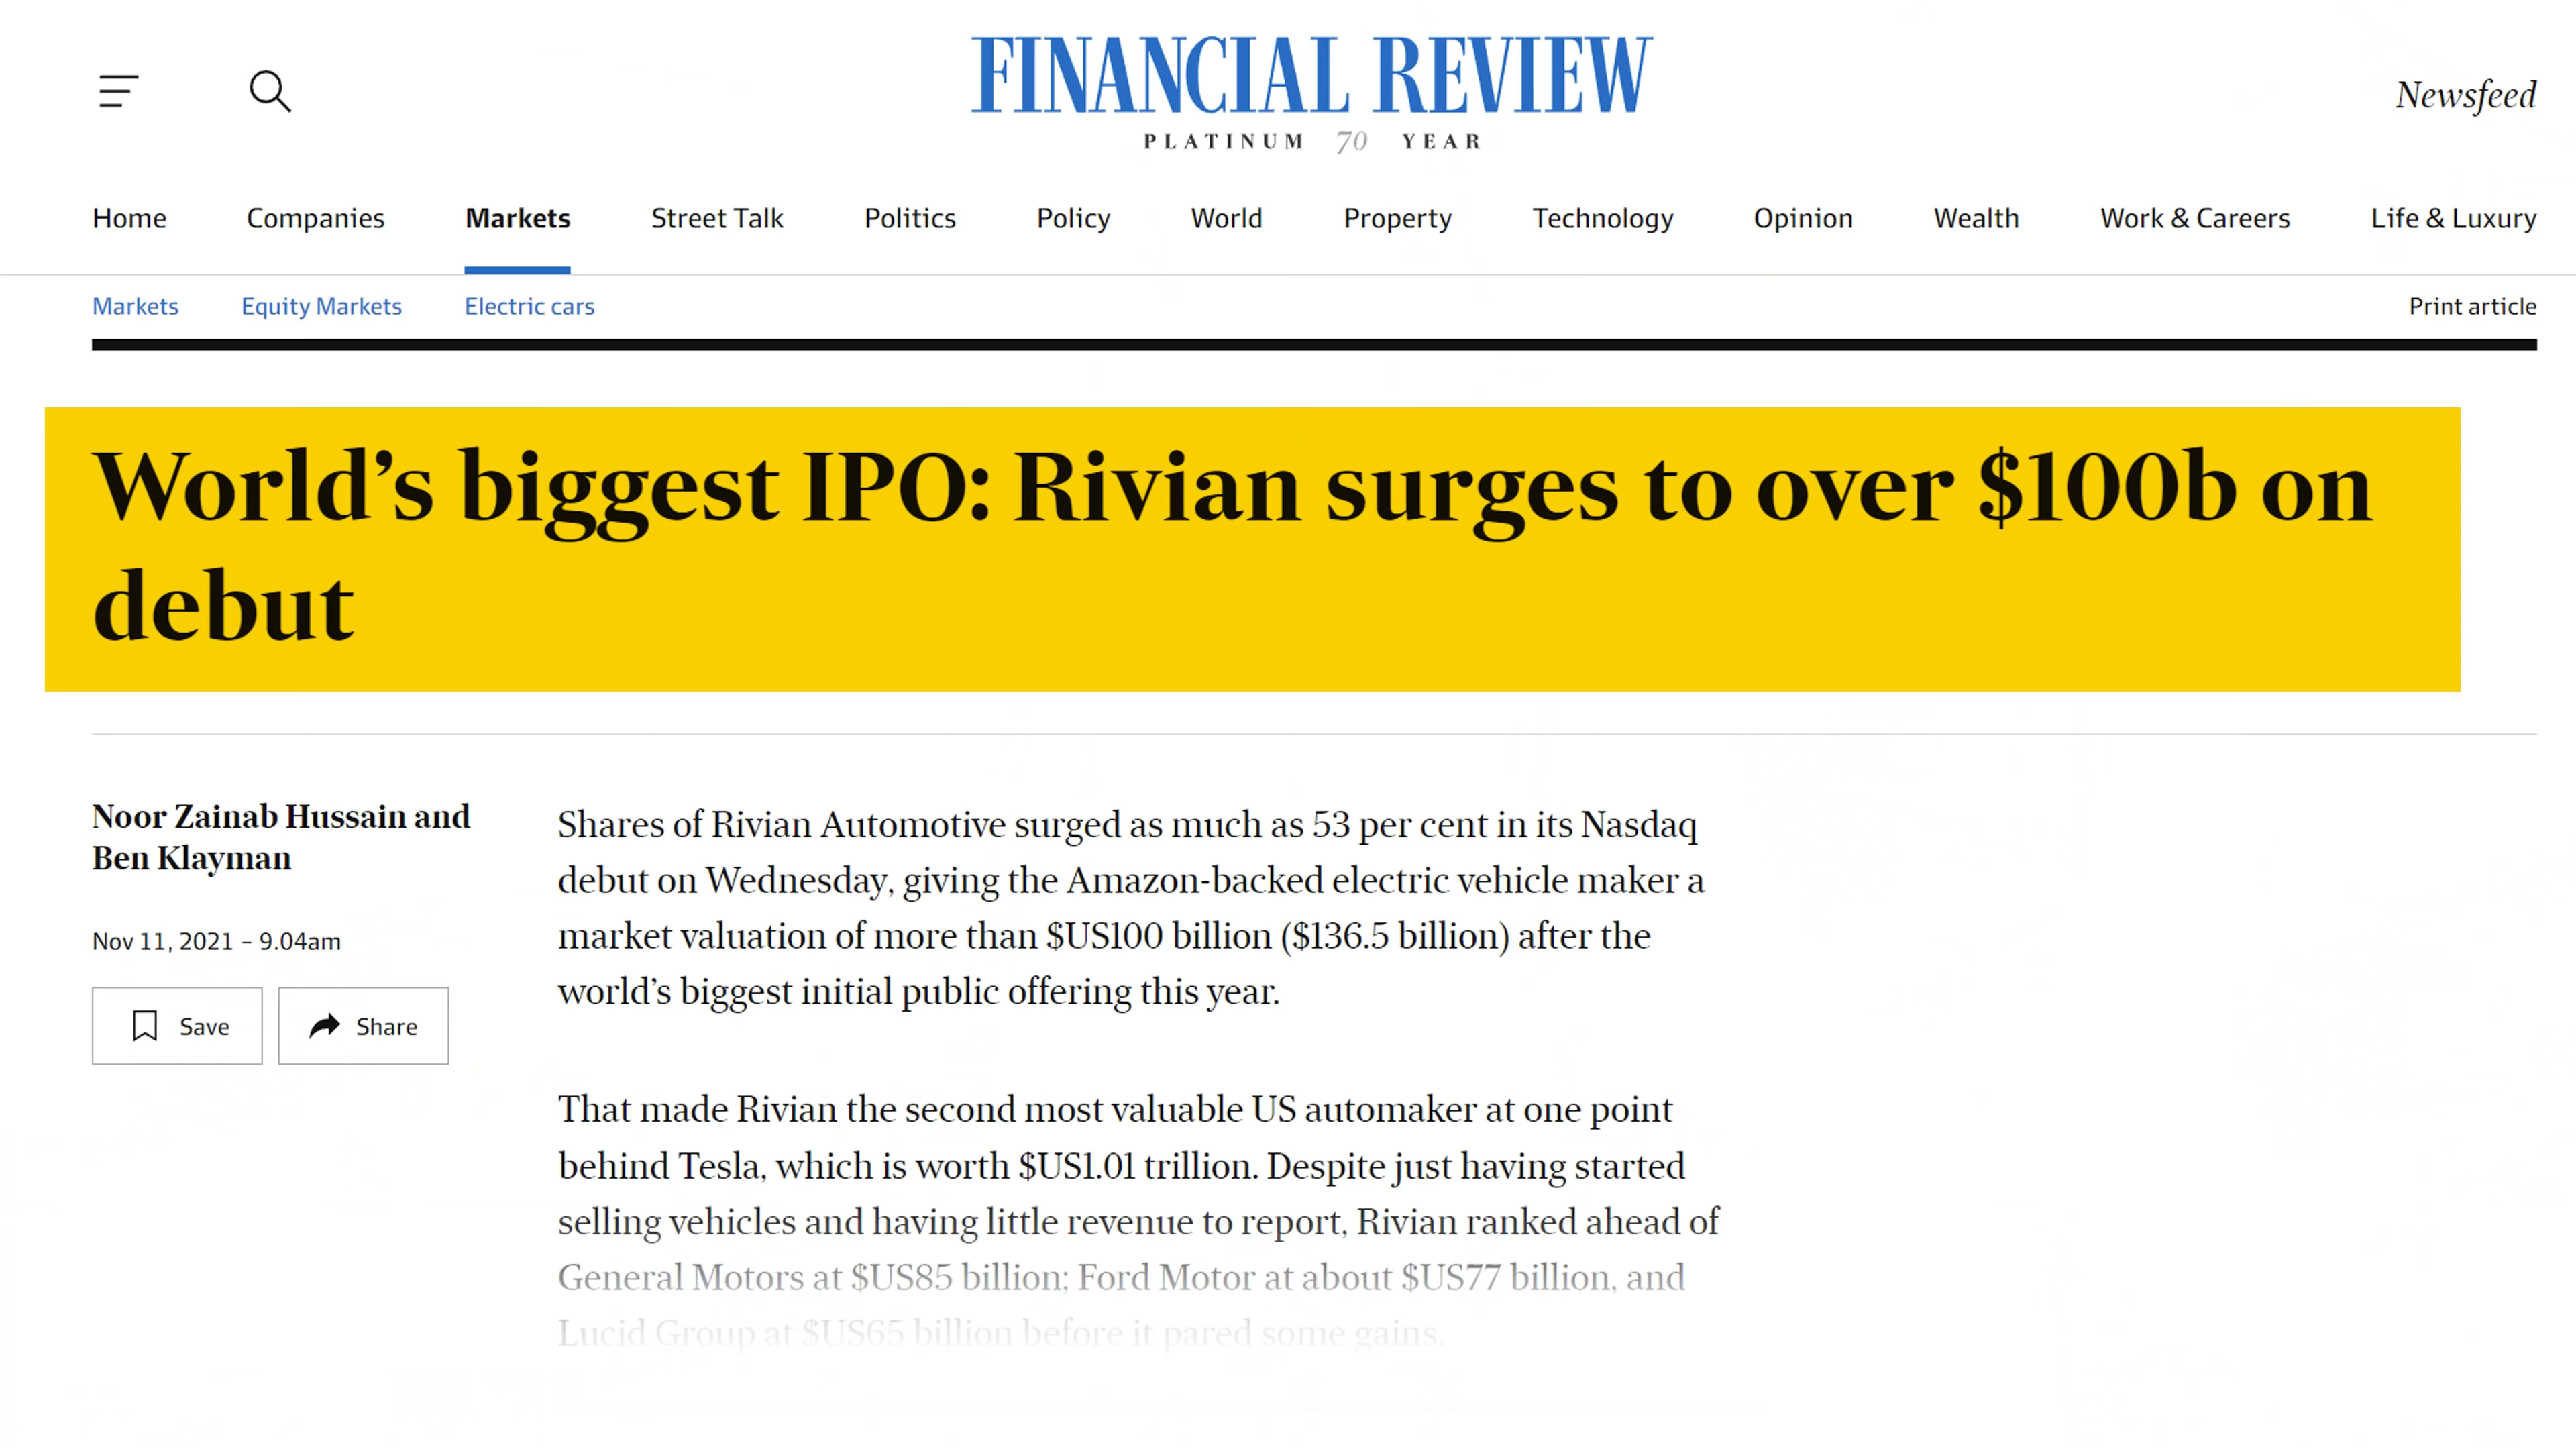 FINANCIAL REVIEW
Newsfeed
PLATINUM 70 YEAR
Home Companies Markets Street Talk Politics Policy World Property Technology Opinion Wealth Work & Careers Life & Luxury
Markets Equity Markets Electric cars Print article
World’s biggest IPO: Rivian surges to over $100b on
debut
Noor Zainab Hussain and
Ben Klayman
Nov 11, 2021 – 9.04am
Save Share
Shares of Rivian Automotive surged as much as 53 per cent in its Nasdaq
debut on Wednesday, giving the Amazon-backed electric vehicle maker a
market valuation of more than $US100 billion ($136.5 billion) after the
world’s biggest initial public offering this year.
That made Rivian the second most valuable US automaker at one point
behind Tesla, which is worth $US1.01 trillion. Despite just having started
selling vehicles and having little revenue to report, Rivian ranked ahead of
General Motors at $US85 billion; Ford Motor at about $US77 billion, and
Lucid Group at $US65 billion before it pared some gains.